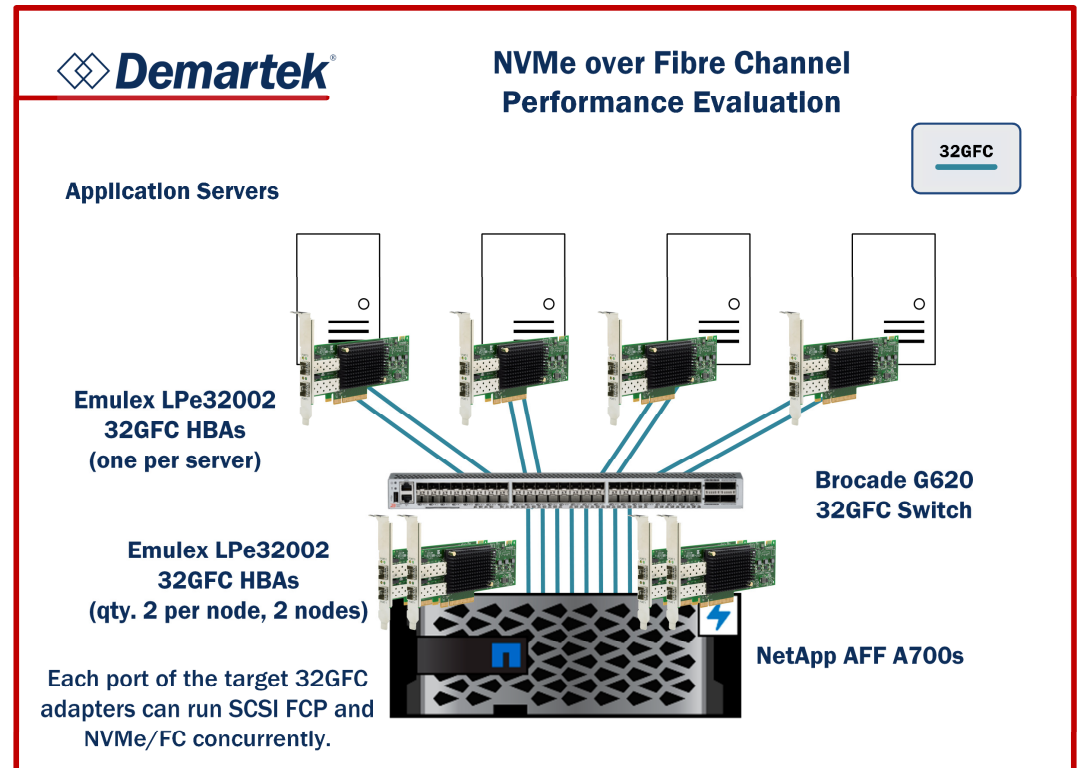 Demartek®
NVMe over Fibre Channel
Performance Evaluation
32GFC
Application Servers
Emulex LPe32002
32GFC HBAs
(one per server)
Brocade G620
32GFC Switch
Emulex LPe32002
32GFC HBAs
(qty. 2 per node, 2 nodes)
NetApp AFF A700s
Each port of the target 32GFC
adapters can run SCSI FCP and
NVMe/FC concurrently.